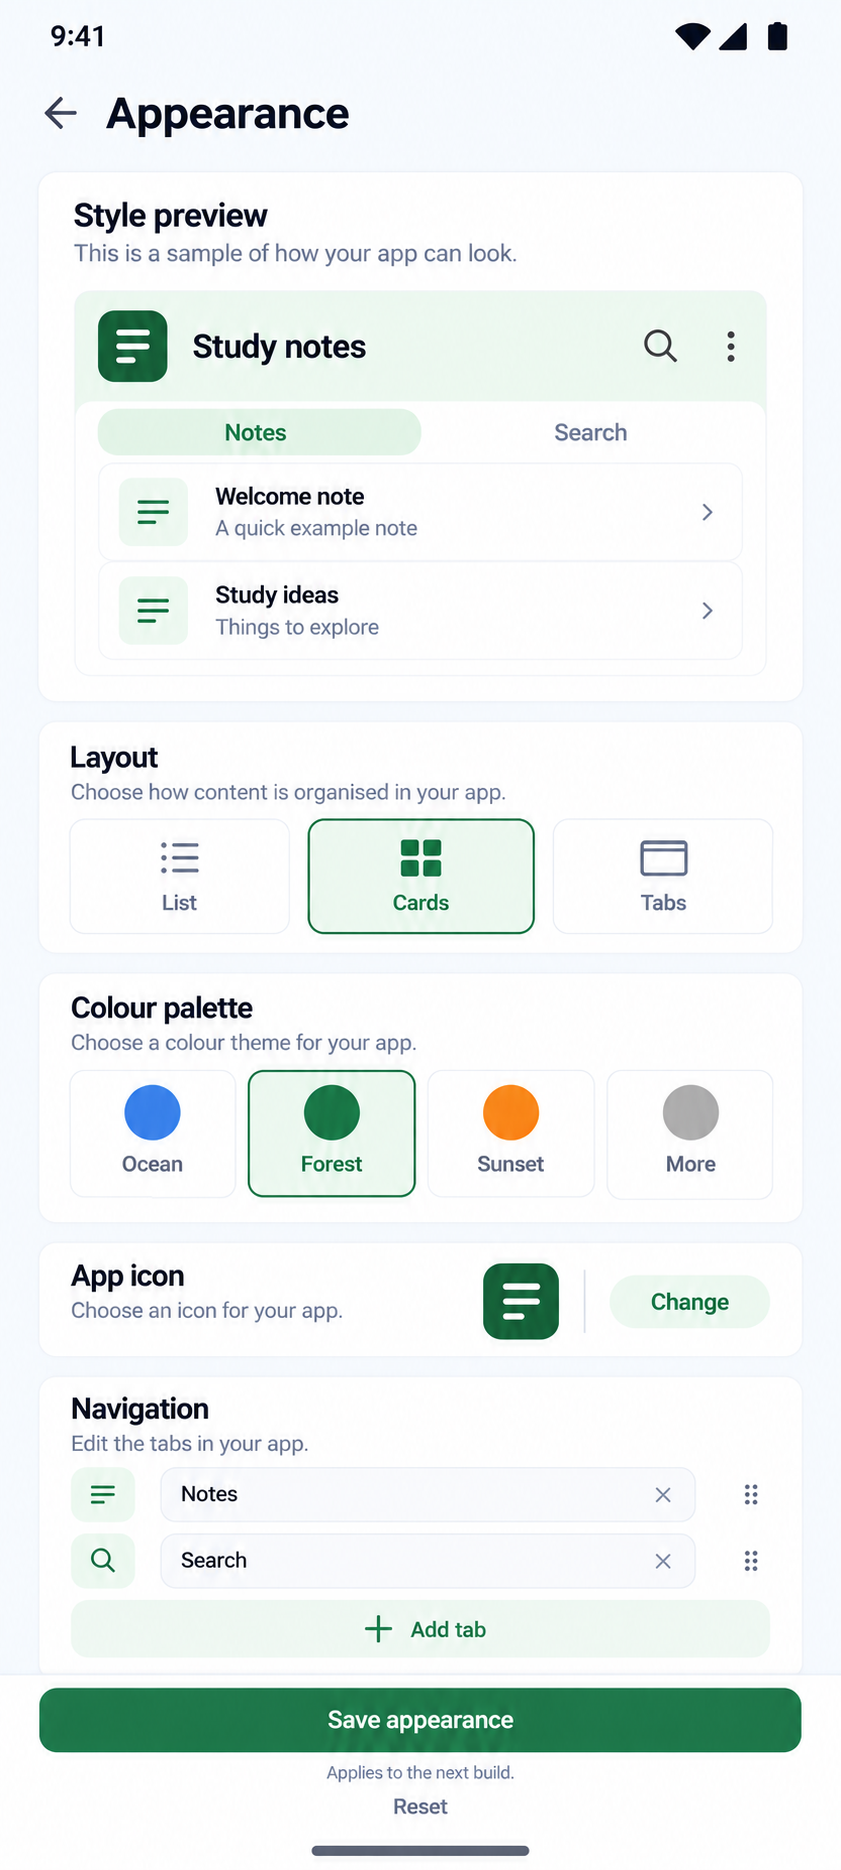 9:41
Appearance
Style preview
This is a sample of how your app can look.
Study notes
Notes
Search
Welcome note
A quick example note
Study ideas
Things to explore
Layout
Choose how content is organised in your app.
List
Cards
Tabs
Colour palette
Choose a colour theme for your app.
Ocean
Forest
Sunset
More
App icon
Choose an icon for your app.
Change
Navigation
Edit the tabs in your app.
Notes
Search
Add tab
Save appearance
Applies to the next build.
Reset